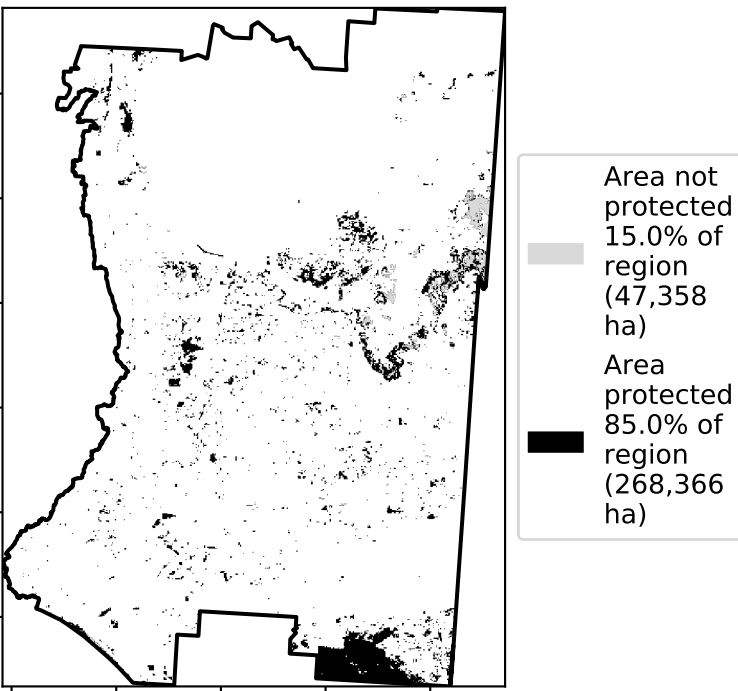 Area not
protected
15.0% of
region
(47,358
ha)
Area
protected
85.0% of
region
(268,366
ha)